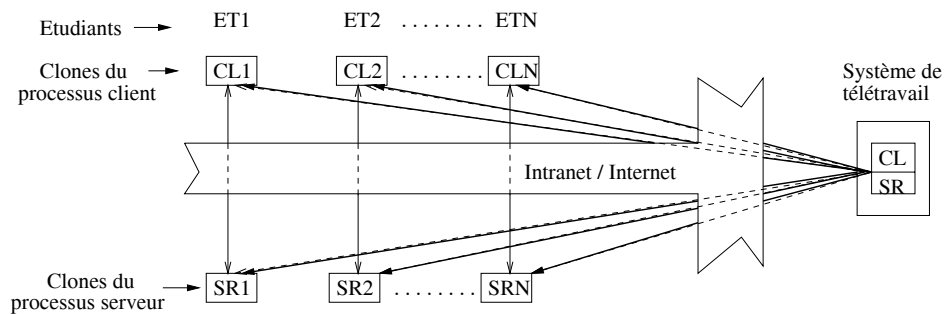 Etudiants
ET1 ET2 . . . . . . . . ETN
Clones du
processus client
CL1 CL2 . . . . . . . . CLN
Système de
télétravail
CL
SR
Intranet / Internet
Clones du
processus serveur
SR1 SR2 . . . . . . . . SRN